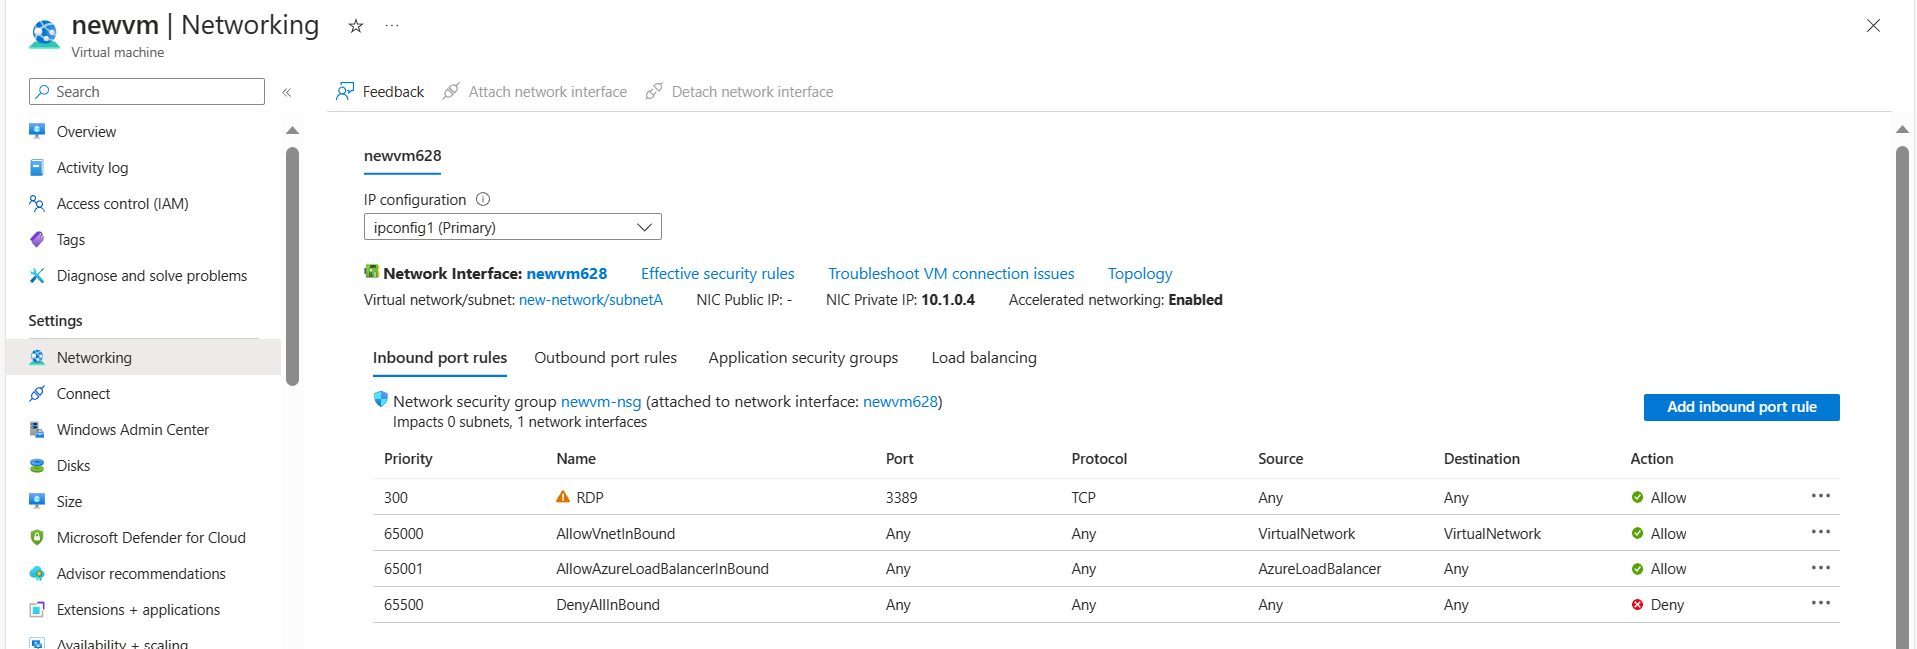 newvm | Networking
Virtual machine
Search
Overview
Activity log
Access control (IAM)
Tags
Diagnose and solve problems
Settings
Networking
Connect
Windows Admin Center
Disks
Size
Microsoft Defender for Cloud
Advisor recommendations
Extensions + applications
Availability + scaling
Feedback Attach network interface Detach network interface
newvm628
IP configuration
ipconfig1 (Primary)
Network Interface: newvm628 Effective security rules Troubleshoot VM connection issues Topology
Virtual network/subnet: new-network/subnetA NIC Public IP: - NIC Private IP: 10.1.0.4 Accelerated networking: Enabled
Inbound port rules Outbound port rules Application security groups Load balancing
Network security group newvm-nsg (attached to network interface: newvm628)
Impacts 0 subnets, 1 network interfaces
Add inbound port rule
Priority Name Port Protocol Source Destination Action
300 RDP 3389 TCP Any Any Allow
65000 AllowVnetInBound Any Any VirtualNetwork VirtualNetwork Allow
65001 AllowAzureLoadBalancerInBound Any Any AzureLoadBalancer Any Allow
65500 DenyAllInBound Any Any Any Any Deny